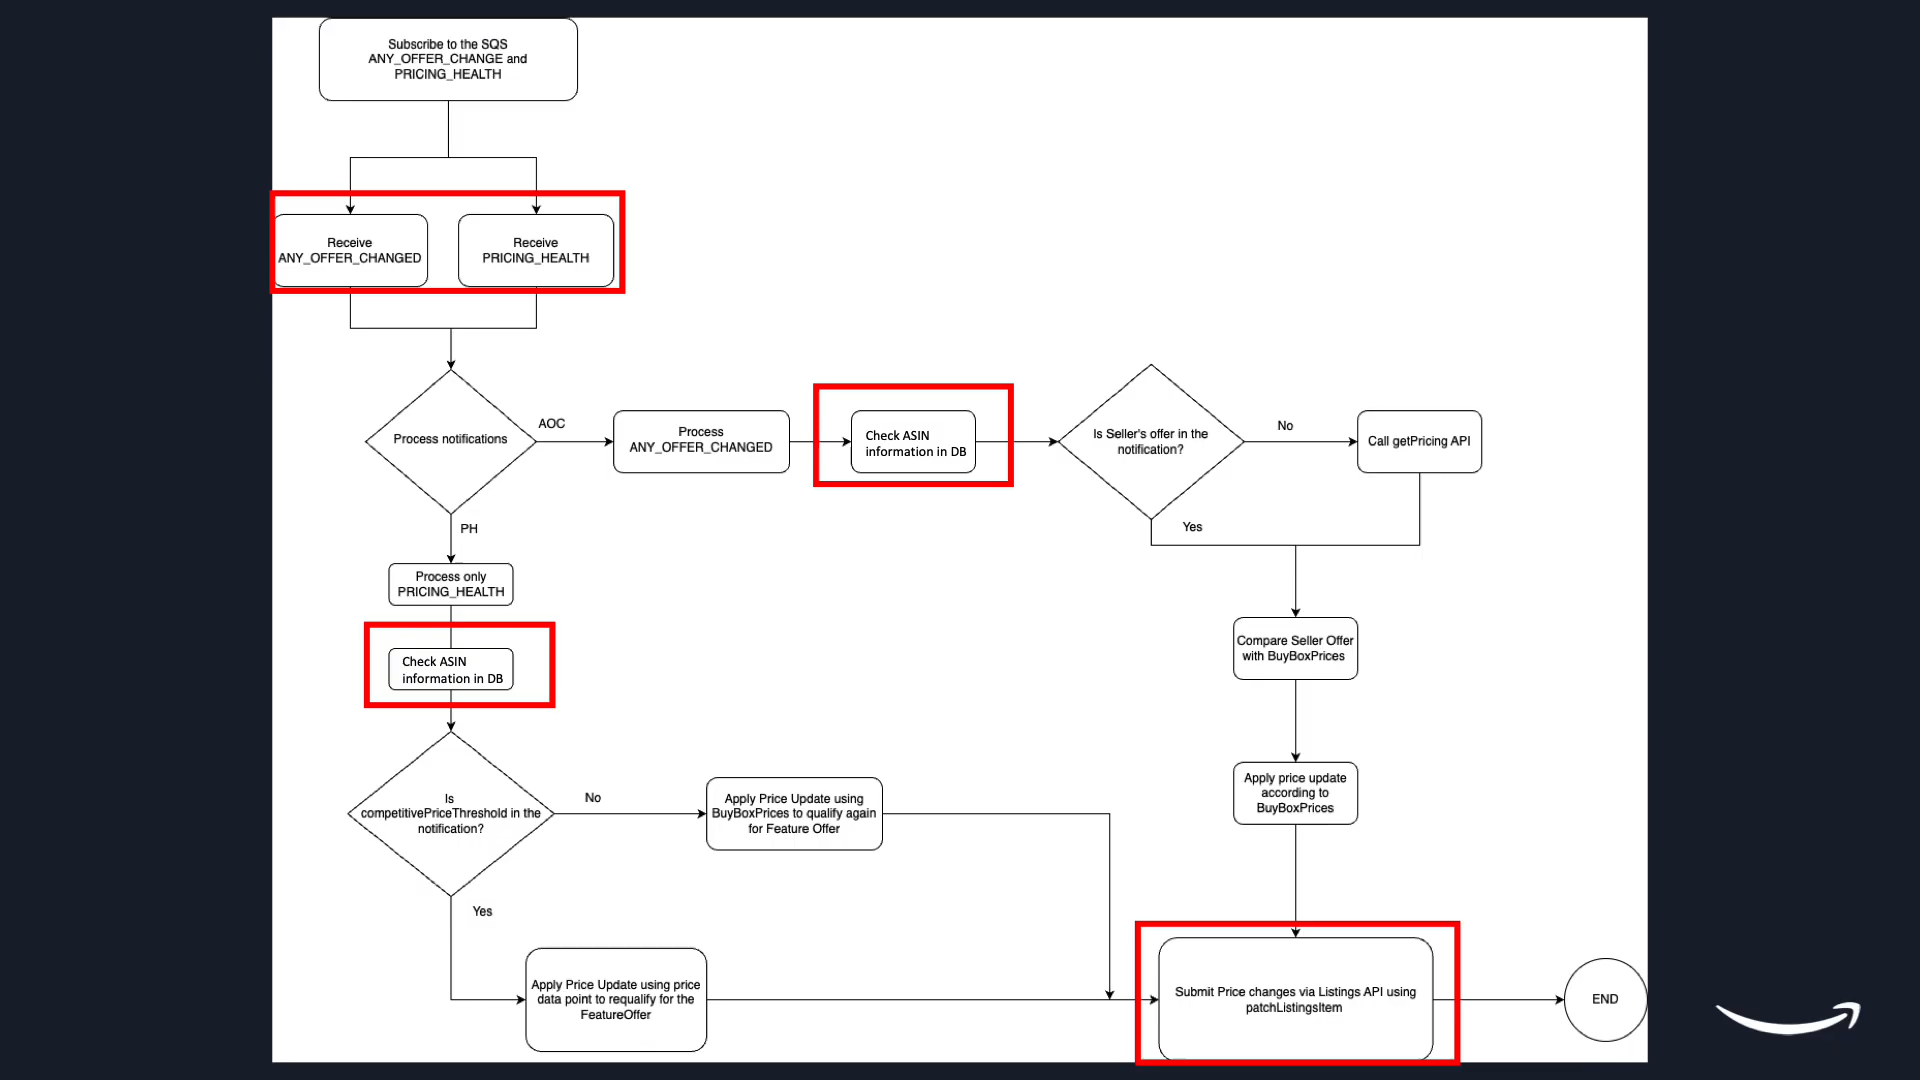 Subscribe to the SQS
ANY_OFFER_CHANGE and
PRICING_HEALTH
Receive
ANY_OFFER_CHANGED
Receive
PRICING_HEALTH
Process notifications
AOC
Process
ANY_OFFER_CHANGED
Check ASIN
information in DB
Is Seller's offer in the
notification?
No
Call getPricing API
Yes
PH
Process only
PRICING_HEALTH
Check ASIN
information in DB
Compare Seller Offer
with BuyBoxPrices
Is
competitivePriceThreshold in the
notification?
No
Apply Price Update using
BuyBoxPrices to qualify again
for Feature Offer
Apply price update
according to
BuyBoxPrices
Yes
Apply Price Update using price
data point to requalify for the
FeatureOffer
Submit Price changes via Listings API using
patchListingsItem
END